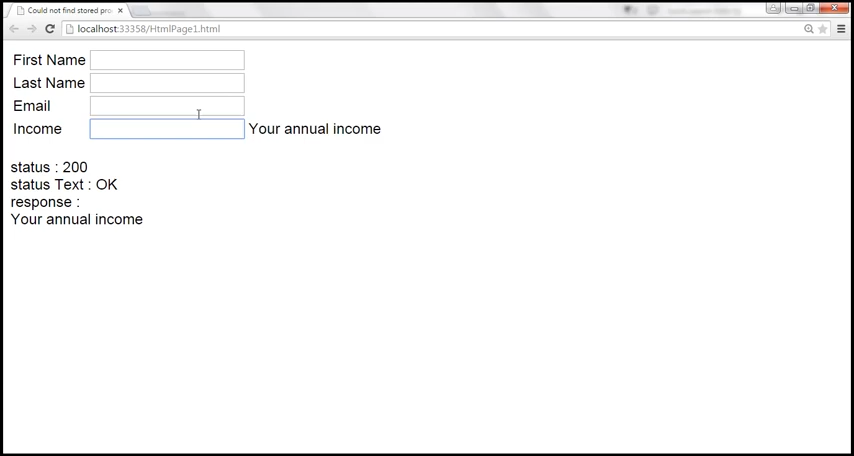 Could not find stored pro
localhost:33358/HtmlPage1.html
First Name
Last Name
Email
Income Your annual income
status : 200
status Text : OK
response :
Your annual income